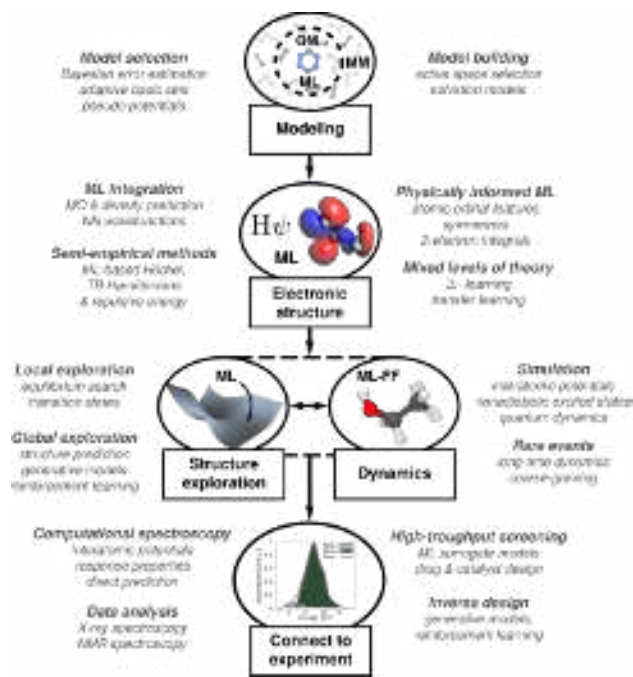 Model selection
Bayesian error estimation
adaptive basis sets
pseudo potentials
QM
MM
ML
Modeling
Model building
active space selection
solvation models
ML Integration
MO & density prediction
NN wavefunctions
Semi-empirical methods
ML-based Hückel,
TB Hamiltonians
& repulsive energy
Hψ
ML
Electronic
structure
Physically informed ML
atomic orbital features
symmetries
2-electron integrals
Mixed levels of theory
Δ- learning
transfer learning
Local exploration
equilibrium search
transition states
Global exploration
structure prediction
generative models
reinforcement learning
ML
Structure
exploration
ML-FF
Dynamics
Simulation
interatomic potentials
nonadiabatic excited states
quantum dynamics
Rare events
long-time dynamics
coarse-graining
Computational spectroscopy
interatomic potentials
response properties
direct prediction
Data analysis
X-ray spectroscopy
NMR spectroscopy
Connect to
experiment
High-troughput screening
ML surrogate models
drug & catalyst design
Inverse design
generative models
reinforcement learning